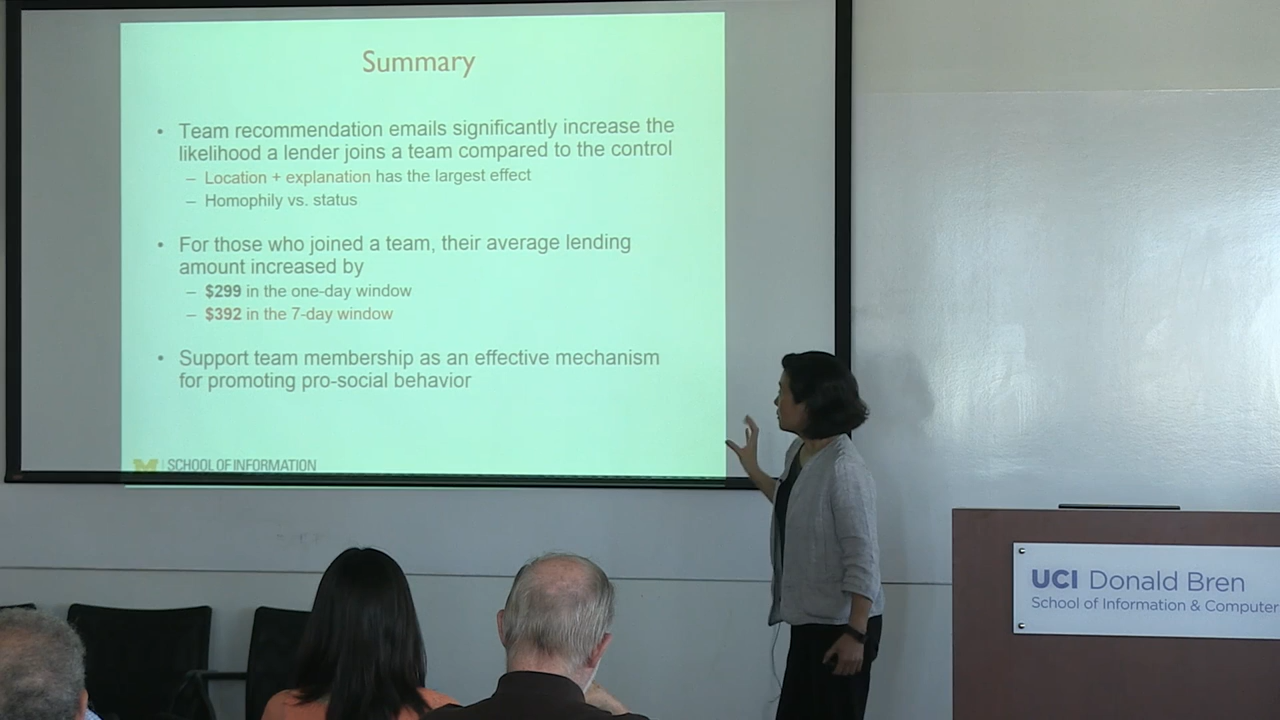 Summary
• Team recommendation emails significantly increase the
likelihood a lender joins a team compared to the control
– Location + explanation has the largest effect
– Homophily vs. status
• For those who joined a team, their average lending
amount increased by
– $299 in the one-day window
– $392 in the 7-day window
• Support team membership as an effective mechanism
for promoting pro-social behavior
M | SCHOOL OF INFORMATION
UCI Donald Bren
School of Information & Computer